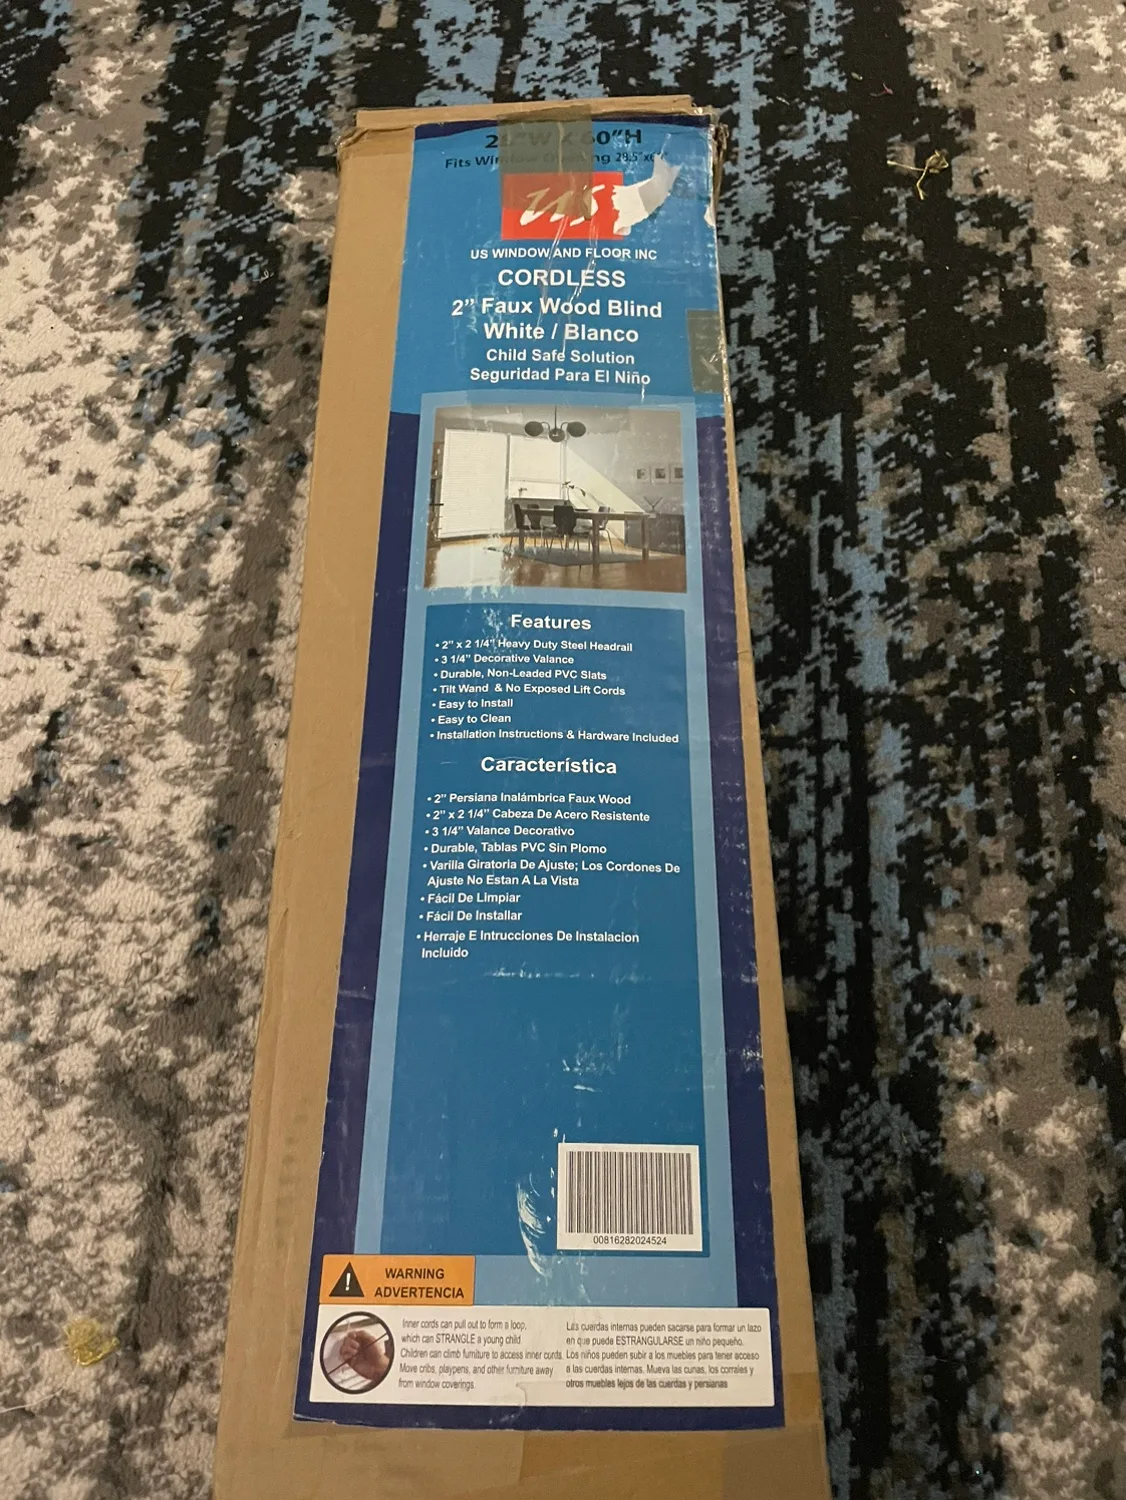 60"H
Fits Window Opening 28.5"x
us
US WINDOW AND FLOOR INC
CORDLESS
2” Faux Wood Blind
White / Blanco
Child Safe Solution
Seguridad Para El Niño
Features
• 2" x 2 1/4" Heavy Duty Steel Headrail
• 3 1/4" Decorative Valance
• Durable, Non-Leaded PVC Slats
• Tilt Wand & No Exposed Lift Cords
• Easy to Install
• Easy to Clean
• Installation Instructions & Hardware Included
Característica
• 2" Persiana Inalámbrica Faux Wood
• 2" x 2 1/4" Cabeza De Acero Resistente
• 3 1/4" Valance Decorativo
• Durable, Tablas PVC Sin Plomo
• Varilla Giratoria De Ajuste; Los Cordones De
Ajuste No Estan A La Vista
• Fácil De Limpiar
• Fácil De Installar
• Herraje E Intrucciones De Instalacion
Incluido
00816282024524
WARNING
ADVERTENCIA
Inner cords can pull out to form a loop,
which can STRANGLE a young child
Children can climb furniture to access inner cords.
Move cribs, playpens, and other furniture away
from window coverings.
Las cuerdas internas pueden sacarse para formar un lazo
en que puede ESTRANGULARSE un niño pequeño.
Los niños pueden subir a los muebles para tener acceso
a las cuerdas internas. Mueva las cunas, los corrales y
otros muebles lejos de las cuerdas y persianas